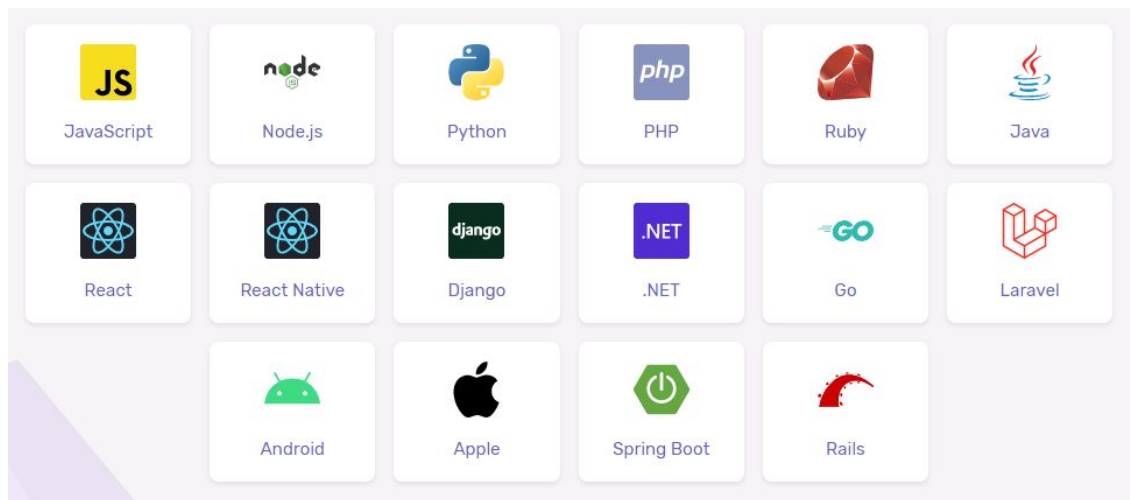 JS
node
JS
php
JavaScript
Node.js
Python
PHP
Ruby
Java
django
.NET
GO
React
React Native
Django
.NET
Go
Laravel
Android
Apple
Spring Boot
Rails